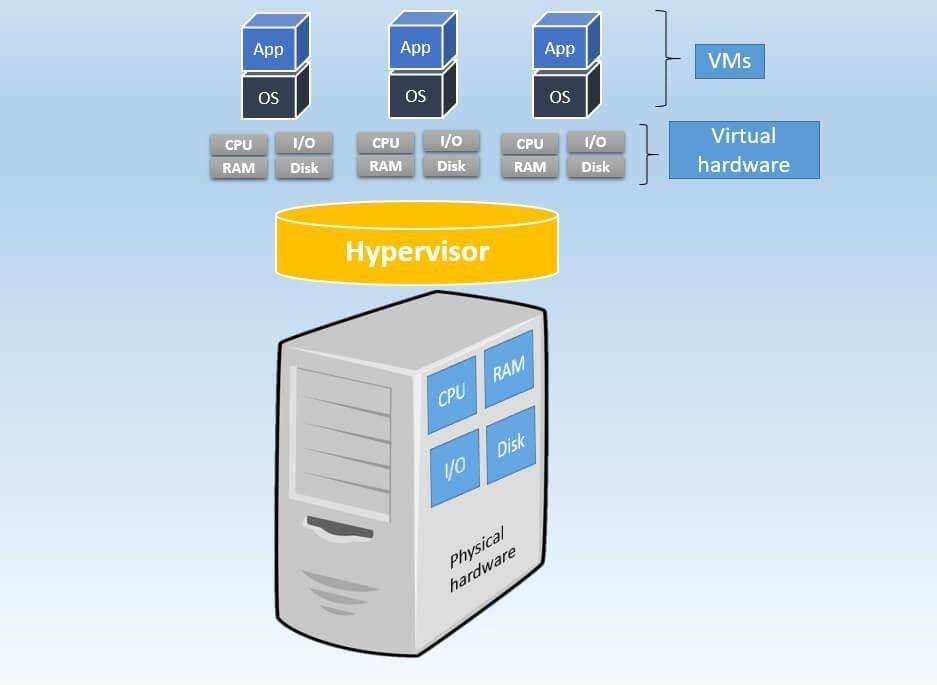 App
App
App
VMs
OS
OS
OS
CPU I/O
CPU I/O
CPU I/O
Virtual
hardware
RAM Disk
RAM Disk
RAM Disk
Hypervisor
CPU RAM
I/O Disk
Physical
hardware